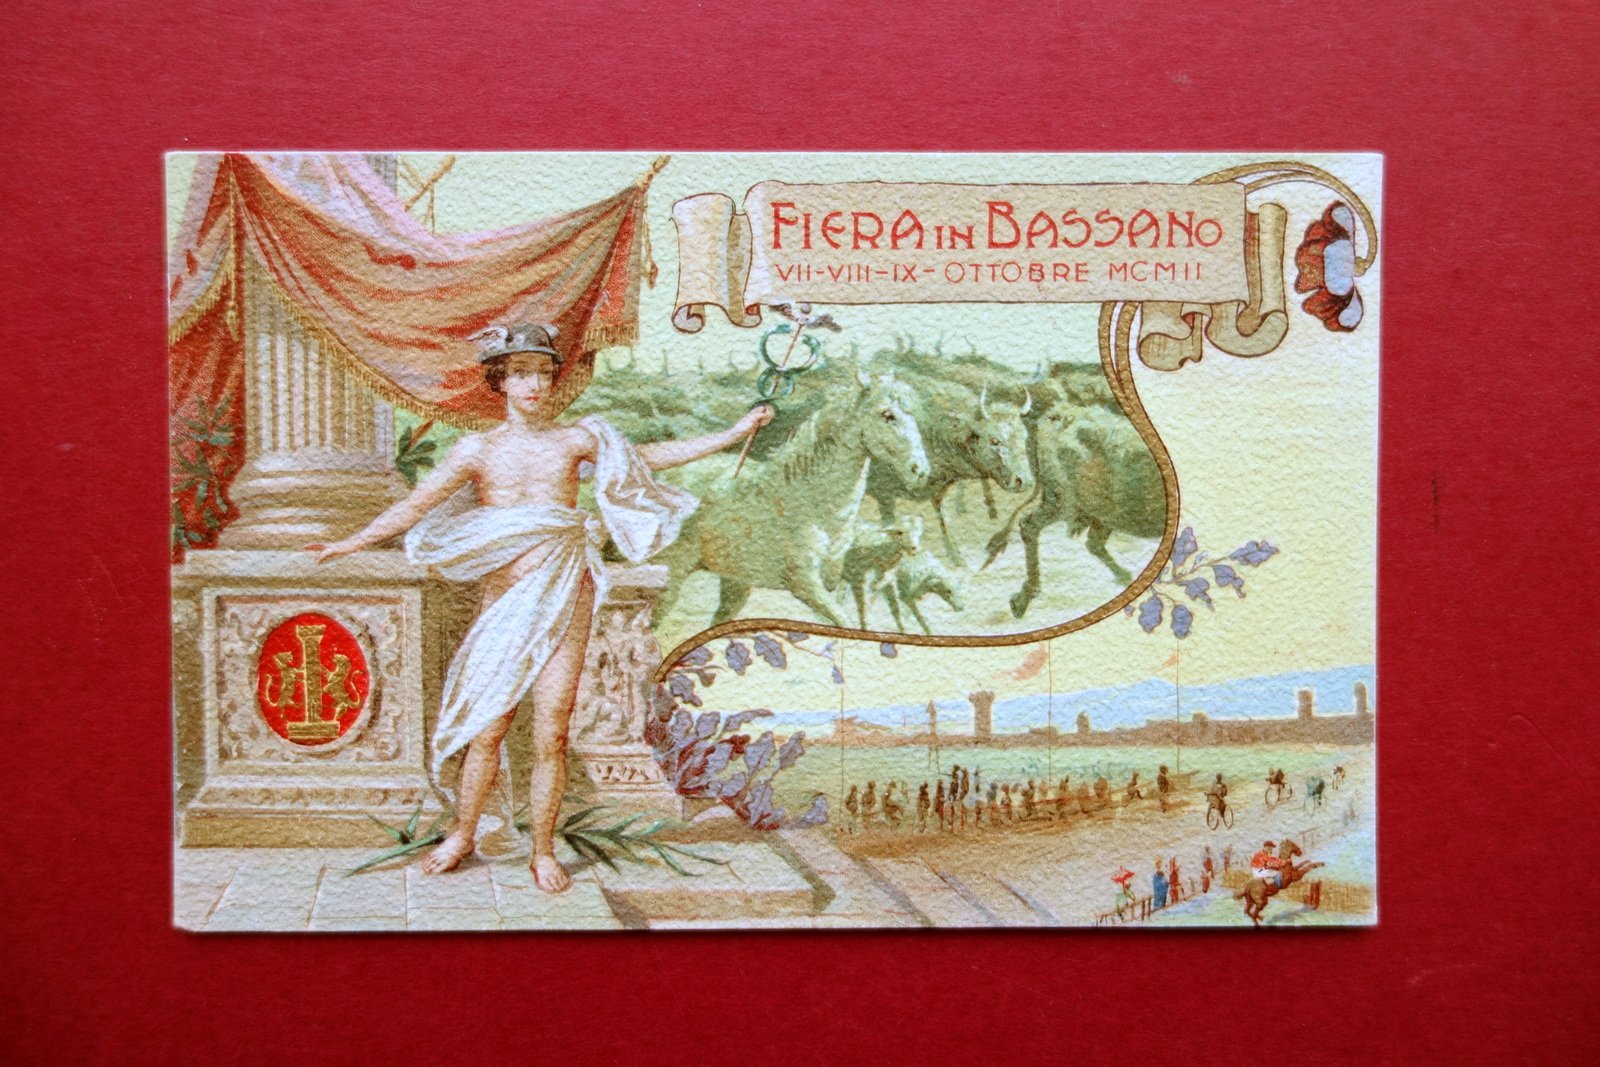 FIERA IN BASSANO
VII-VIII-IX-OTTOBRE MCMII